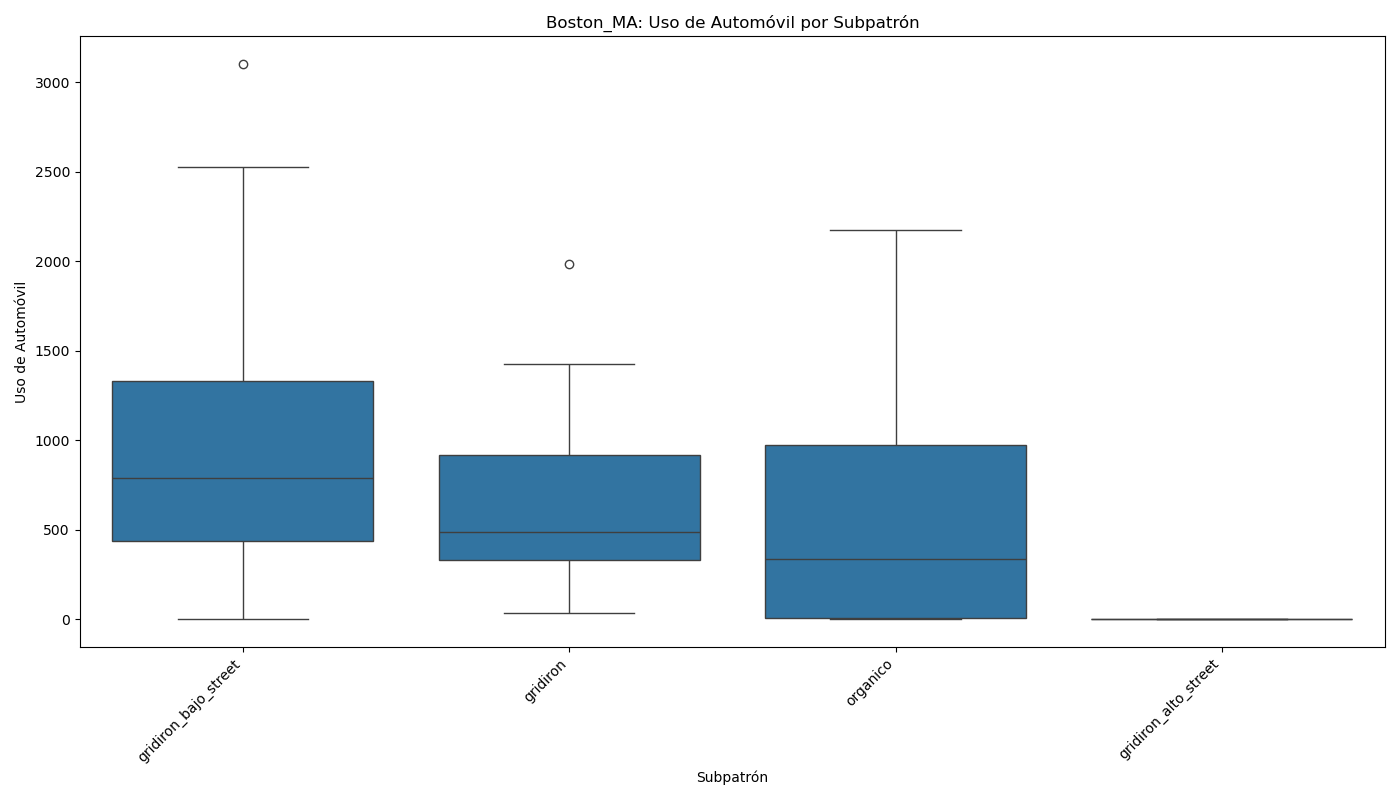 Boston_MA: Uso de Automóvil por Subpatrón
Uso de Automóvil
3000
2500
2000
1500
1000
500
0
gridiron_bajo_street
gridiron
organico
gridiron_alto_street
Subpatrón